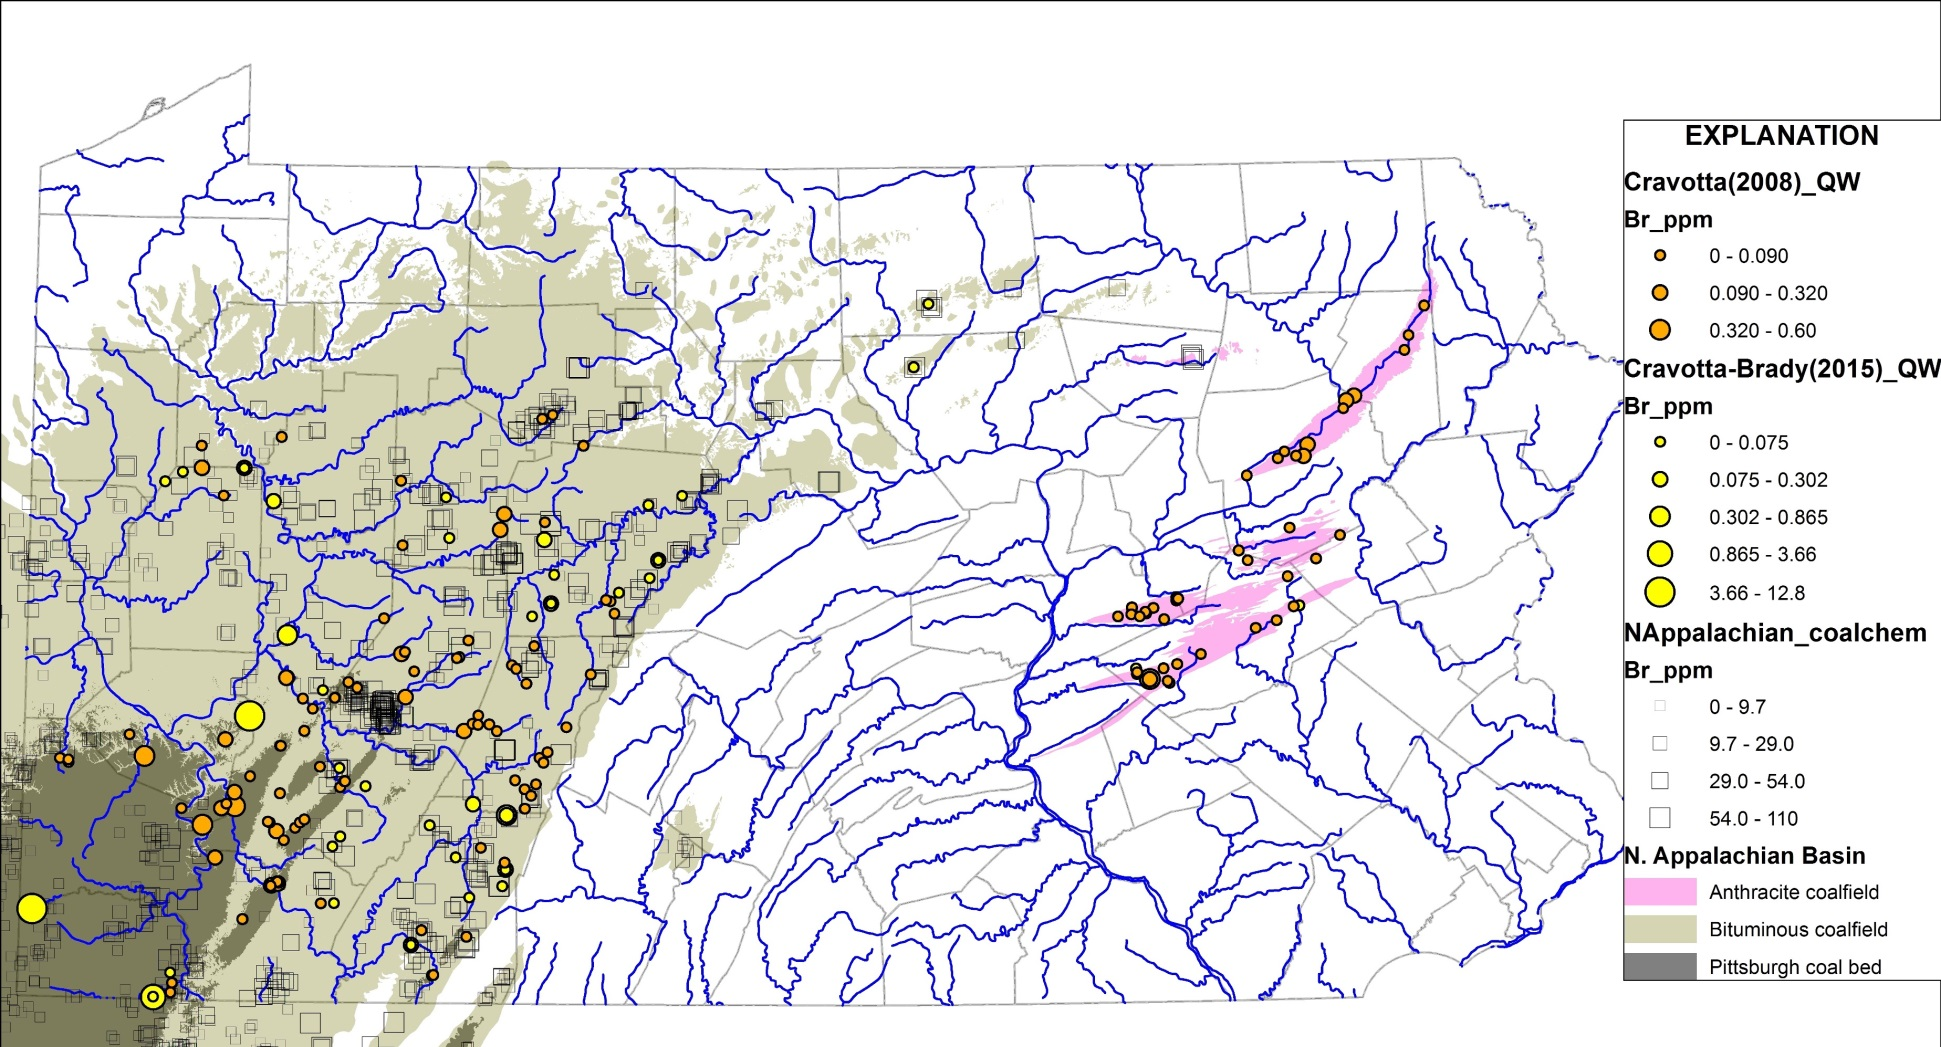 EXPLANATION
Cravotta(2008)_QW
Br_ppm
0 - 0.090
0.090 - 0.320
0.320 - 0.60
Cravotta-Brady(2015)_QW
Br_ppm
0 - 0.075
0.075 - 0.302
0.302 - 0.865
0.865 - 3.66
3.66 - 12.8
NAppalachian_coalchem
Br_ppm
0 - 9.7
9.7 - 29.0
29.0 - 54.0
54.0 - 110
N. Appalachian Basin
Anthracite coalfield
Bituminous coalfield
Pittsburgh coal bed